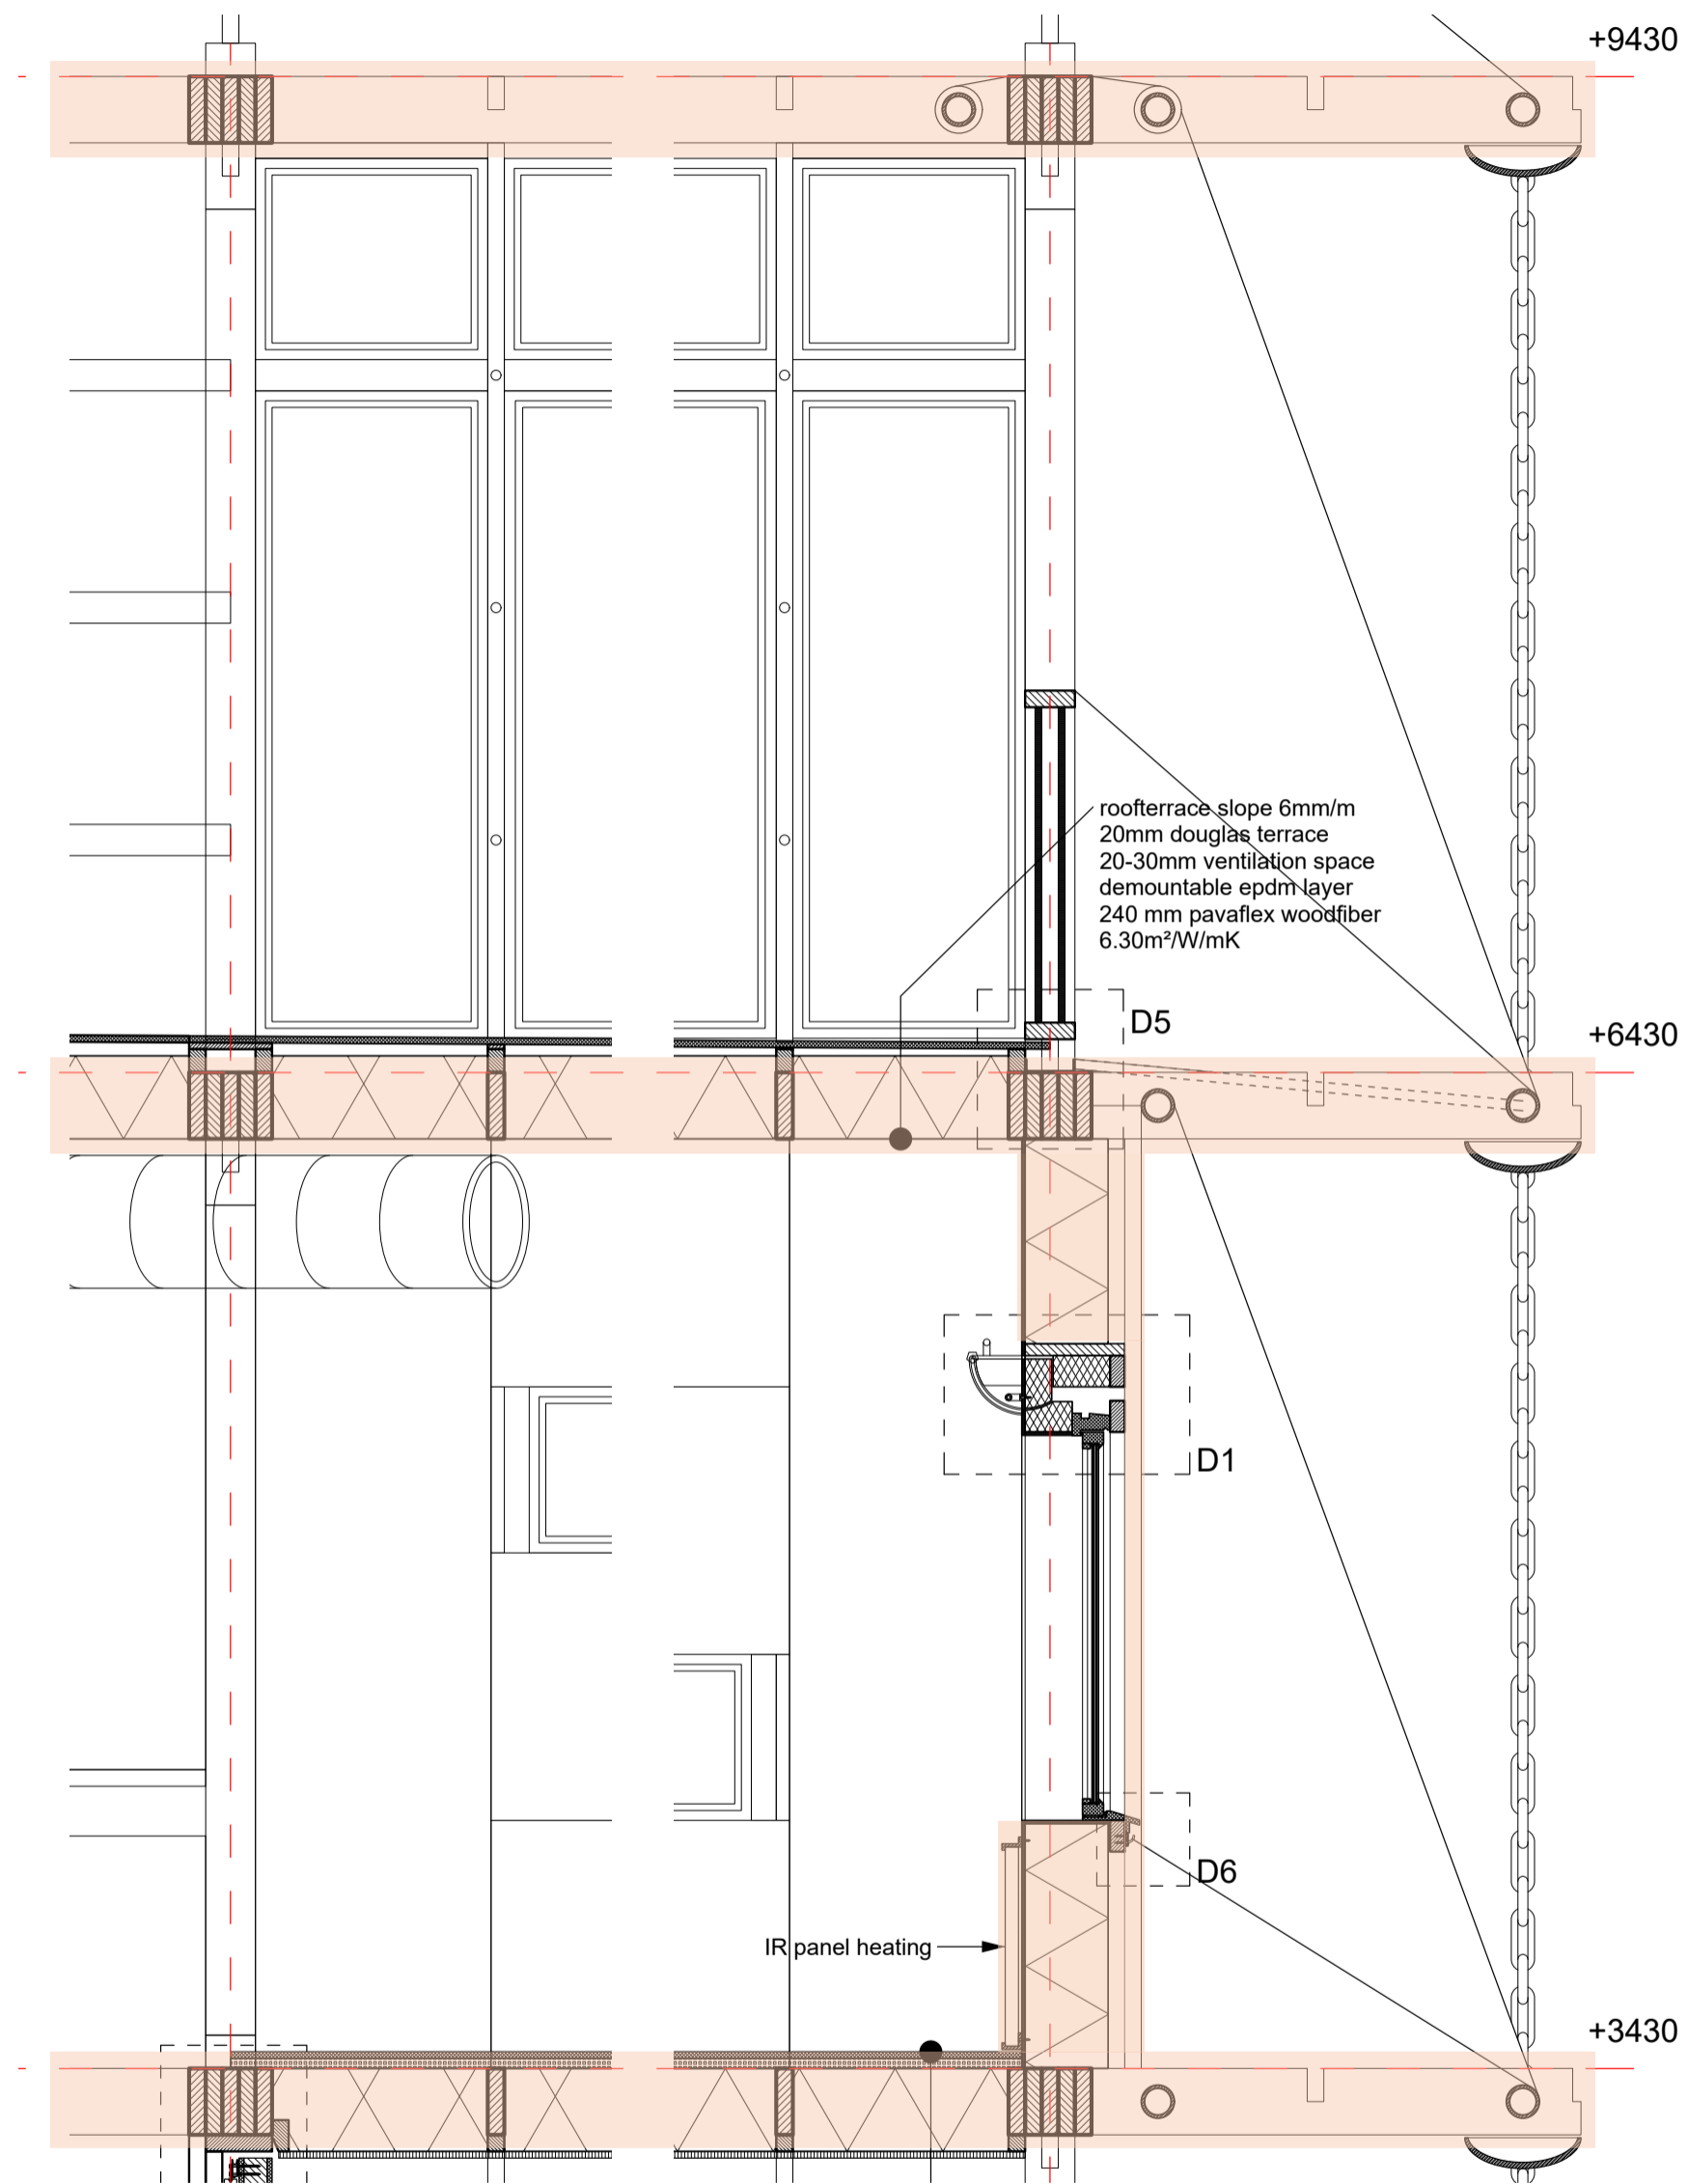 +9430
roofterrace slope 6mm/m
20mm douglas terrace
20-30mm ventilation space
demountable epdm layer
240 mm pavaflex woodfiber
6.30m²/W/mK
D5
+6430
D1
D6
IR panel heating
+3430